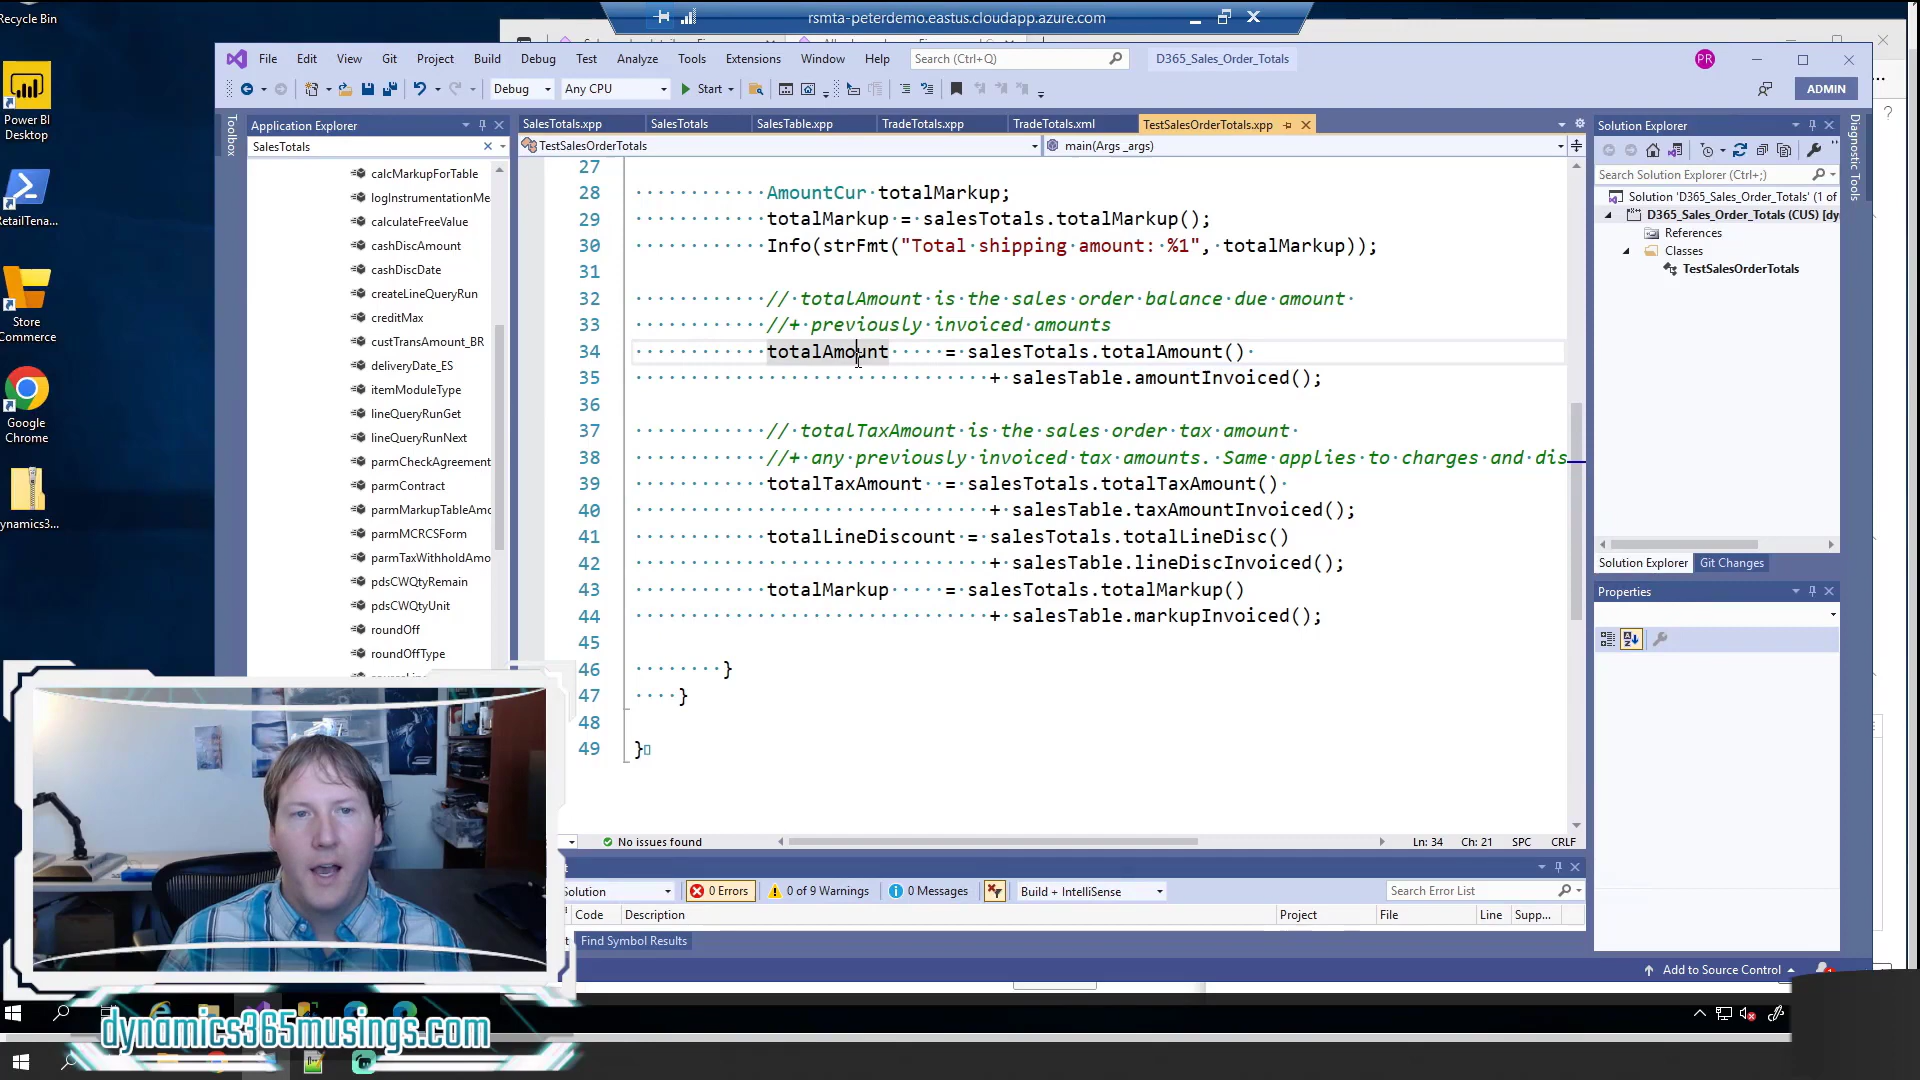 Recycle Bin
rsmta-peterdemo.eastus.cloudapp.azure.com
File Edit View Git Project Build Debug Test Analyze Tools Extensions Window Help Search (Ctrl+Q) D365_Sales_Order_Totals PR
Debug Any CPU Start ADMIN
Power BI
Desktop
RetailTena...
Store
Commerce
Google
Chrome
dynamics3...
Toolbox
Application Explorer
SalesTotals
calcMarkupForTable
logInstrumentationMe
calculateFreeValue
cashDiscAmount
cashDiscDate
createLineQueryRun
creditMax
custTransAmount_BR
deliveryDate_ES
itemModuleType
lineQueryRunGet
lineQueryRunNext
parmCheckAgreement
parmContract
parmMarkupTableAmo
parmMCRCSForm
parmTaxWithholdAmo
pdsCWQtyRemain
pdsCWQtyUnit
roundOff
roundOffType
SalesTotals.xpp SalesTotals SalesTable.xpp TradeTotals.xpp TradeTotals.xml TestSalesOrderTotals.xpp
TestSalesOrderTotals main(Args _args)
27
28 AmountCur totalMarkup;
29 totalMarkup = salesTotals.totalMarkup();
30 Info(strFmt("Total shipping amount: %1", totalMarkup));
31
32 // totalAmount is the sales order balance due amount
33 //+ previously invoiced amounts
34 totalAmount = salesTotals.totalAmount()
35 + salesTable.amountInvoiced();
36
37 // totalTaxAmount is the sales order tax amount
38 //+ any previously invoiced tax amounts. Same applies to charges and dis
39 totalTaxAmount = salesTotals.totalTaxAmount()
40 + salesTable.taxAmountInvoiced();
41 totalLineDiscount = salesTotals.totalLineDisc()
42 + salesTable.lineDiscInvoiced();
43 totalMarkup = salesTotals.totalMarkup()
44 + salesTable.markupInvoiced();
45
46 }
47 }
48
49 }
No issues found Ln: 34 Ch: 21 SPC CRLF
Solution 0 Errors 0 of 9 Warnings 0 Messages Build + IntelliSense Search Error List
Code Description Project File Line Supp...
Find Symbol Results
Solution Explorer
Search Solution Explorer (Ctrl+;)
Solution 'D365_Sales_Order_Totals' (1 of
D365_Sales_Order_Totals (CUS) [dy
References
Classes
TestSalesOrderTotals
Solution Explorer Git Changes
Properties
Diagnostic Tools
Add to Source Control
dynamics365musings.com